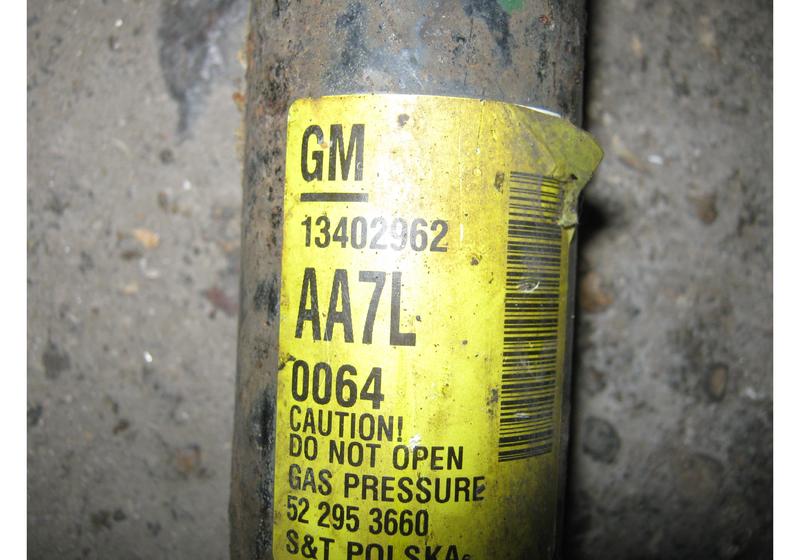 GM
13402962
AA7L
0064
CAUTION!
DO NOT OPEN
GAS PRESSURE
52 295 3660
S&T POLSKA